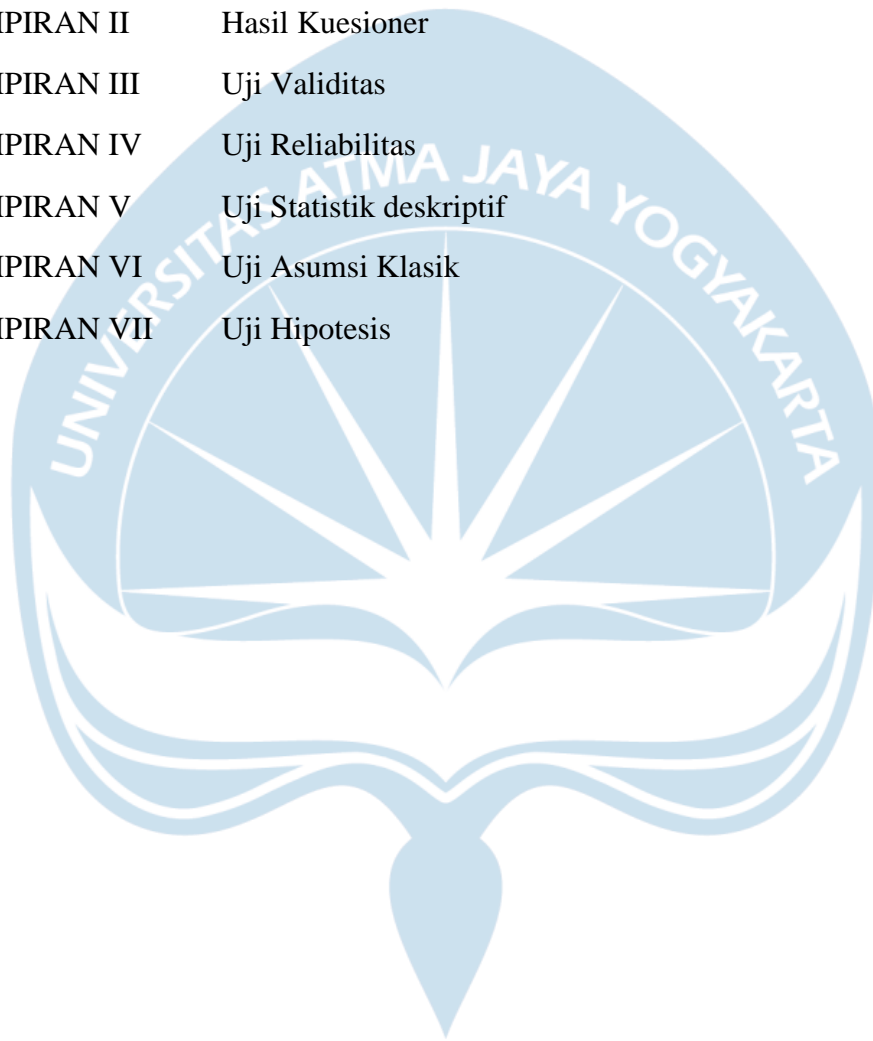 IPIRAN II Hasil Kuesioner
IPIRAN III Uji Validitas
IPIRAN IV Uji Reliabilitas
IPIRAN V Uji Statistik deskriptif
IPIRAN VI Uji Asumsi Klasik
IPIRAN VII Uji Hipotesis
UNIVERSITAS ATMA JAYA YOGYAKARTA